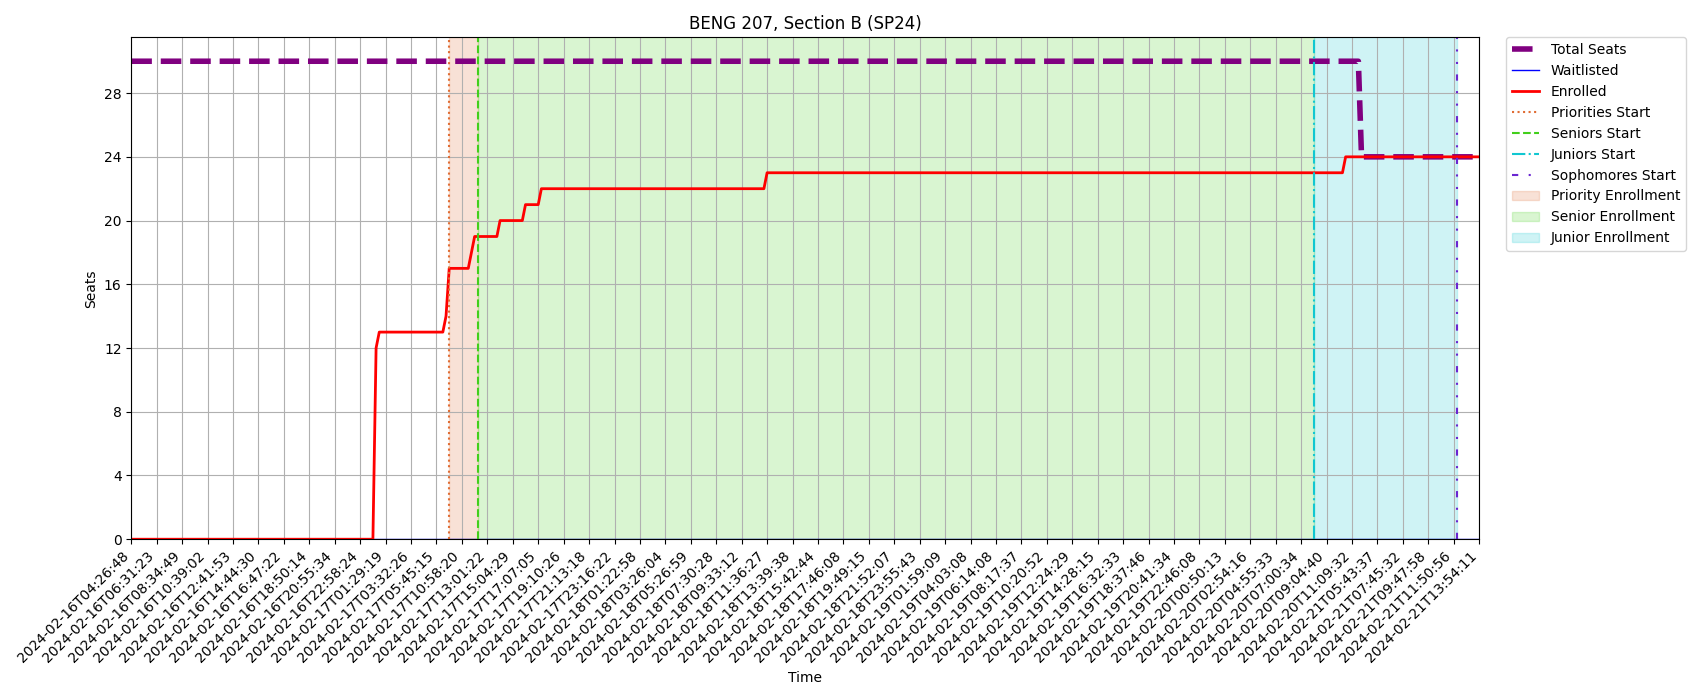 BENG 207, Section B (SP24)
Total Seats
Waitlisted
Enrolled
Priorities Start
Seniors Start
Juniors Start
Sophomores Start
Priority Enrollment
Senior Enrollment
Junior Enrollment
Seats
28
24
20
16
12
8
4
0
2024-02-16T04:26:48
2024-02-16T06:31:23
2024-02-16T08:34:49
2024-02-16T10:39:02
2024-02-16T12:41:53
2024-02-16T14:44:30
2024-02-16T16:47:22
2024-02-16T18:50:14
2024-02-16T20:55:34
2024-02-16T22:58:24
2024-02-17T01:29:19
2024-02-17T03:32:26
2024-02-17T05:45:15
2024-02-17T10:58:20
2024-02-17T13:01:22
2024-02-17T15:04:29
2024-02-17T17:07:05
2024-02-17T19:10:26
2024-02-17T21:13:18
2024-02-17T23:16:22
2024-02-18T01:22:58
2024-02-18T03:26:04
2024-02-18T05:26:59
2024-02-18T07:30:28
2024-02-18T09:33:12
2024-02-18T11:36:27
2024-02-18T13:39:38
2024-02-18T15:42:44
2024-02-18T17:46:08
2024-02-18T19:49:15
2024-02-18T21:52:07
2024-02-18T23:55:43
2024-02-19T01:59:09
2024-02-19T04:03:08
2024-02-19T06:14:08
2024-02-19T08:17:37
2024-02-19T10:20:52
2024-02-19T12:24:29
2024-02-19T14:28:15
2024-02-19T16:32:33
2024-02-19T18:37:46
2024-02-19T20:41:34
2024-02-19T22:46:08
2024-02-20T00:50:13
2024-02-20T02:54:16
2024-02-20T04:55:33
2024-02-20T07:00:34
2024-02-20T09:04:40
2024-02-20T11:09:32
2024-02-21T05:43:37
2024-02-21T07:45:32
2024-02-21T09:47:58
2024-02-21T11:50:56
2024-02-21T13:54:11
Time